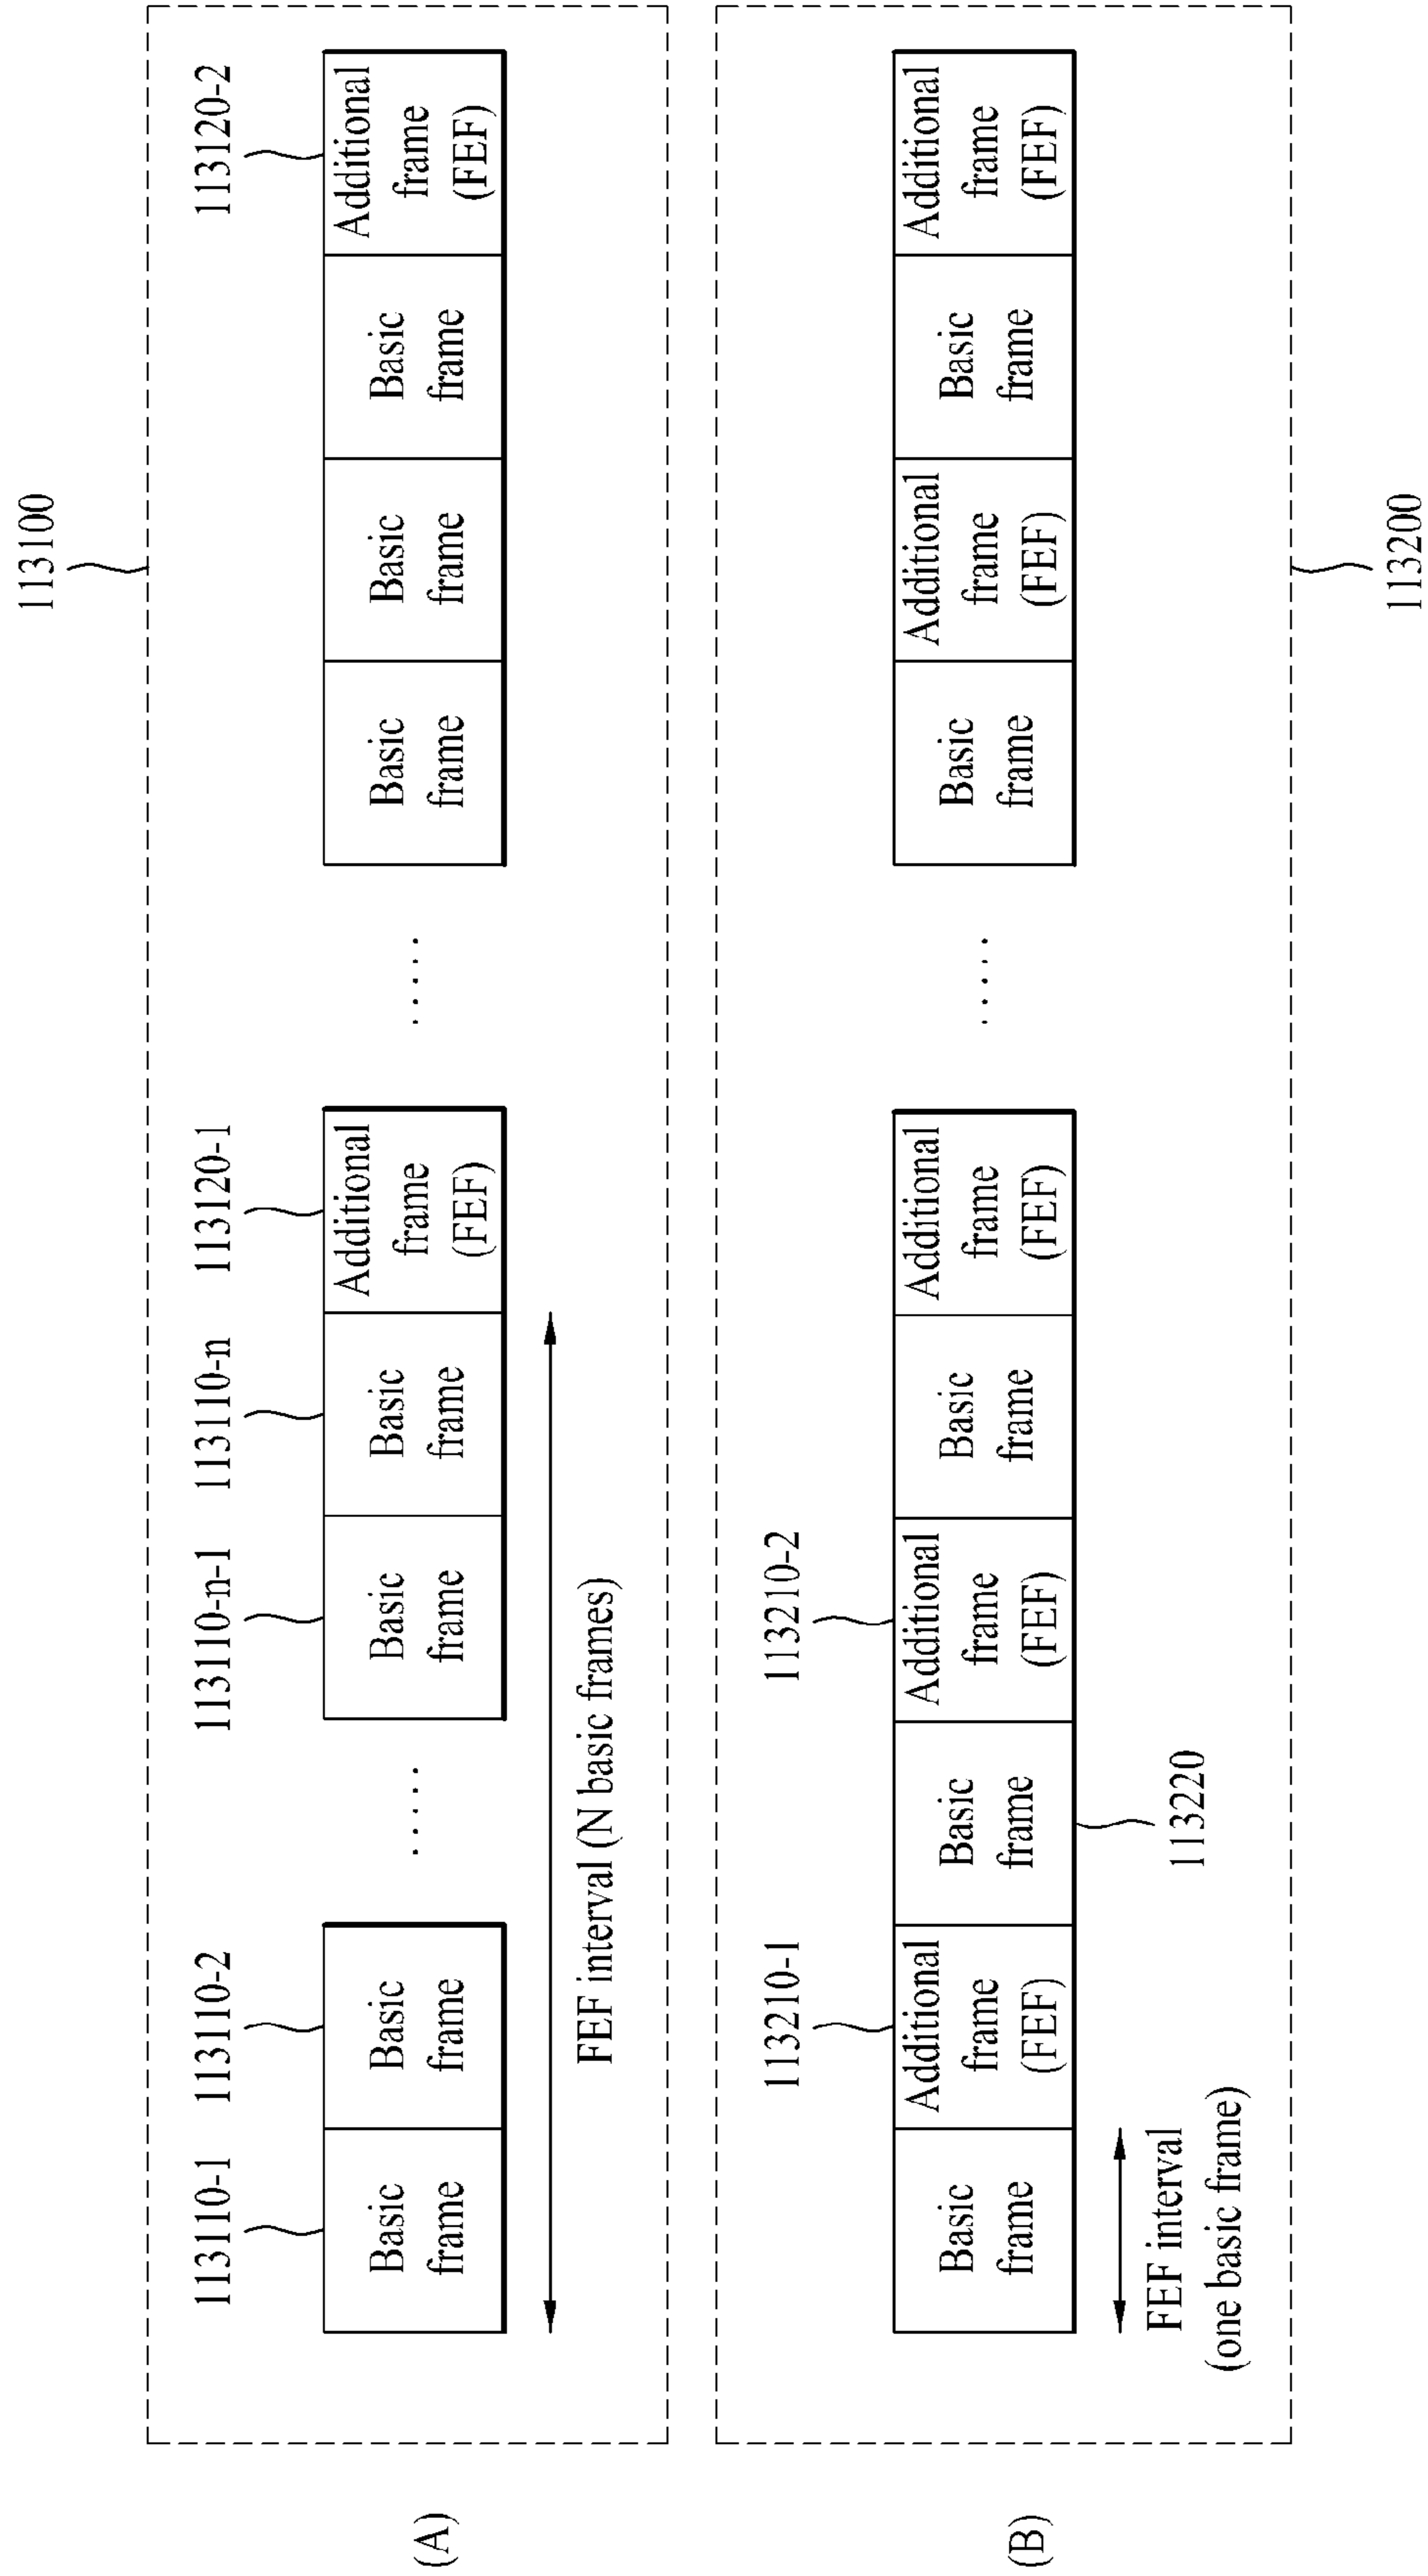 113100
113110-1
113110-2
113110-n-1
113110-n
113120-1
113120-2
(A)
Basic
frame
Basic
frame
.....
Basic
frame
Basic
frame
Additional
frame
(FEF)
.....
Basic
frame
Basic
frame
Basic
frame
Additional
frame
(FEF)
FEF interval (N basic frames)
113210-1
113210-2
(B)
Basic
frame
Additional
frame
(FEF)
Basic
frame
Additional
frame
(FEF)
Basic
frame
Additional
frame
(FEF)
.....
Basic
frame
Additional
frame
(FEF)
Basic
frame
Additional
frame
(FEF)
FEF interval
(one basic frame)
113220
113200